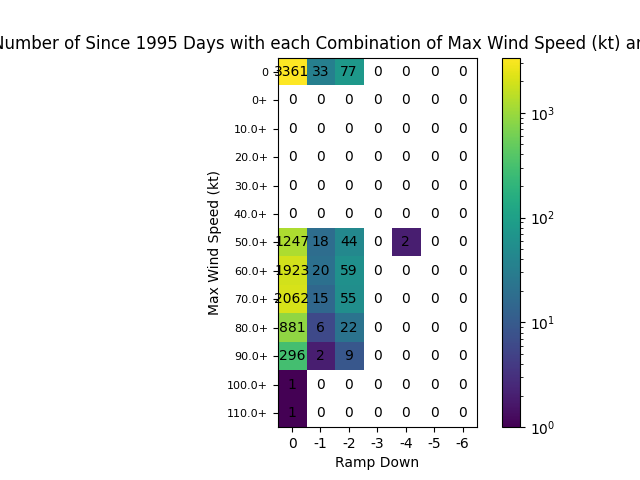 Number of Since 1995 Days with each Combination of Max Wind Speed (kt) an
0 3361 33 77 0 0 0 0
0+ 0 0 0 0 0 0 0
10.0+ 0 0 0 0 0 0 0
20.0+ 0 0 0 0 0 0 0
30.0+ 0 0 0 0 0 0 0
40.0+ 0 0 0 0 0 0 0
50.0+ 1247 18 44 0 2 0 0
60.0+ 1923 20 59 0 0 0 0
70.0+ 2062 15 55 0 0 0 0
80.0+ 881 6 22 0 0 0 0
90.0+ 296 2 9 0 0 0 0
100.0+ 1 0 0 0 0 0 0
110.0+ 1 0 0 0 0 0 0
0 -1 -2 -3 -4 -5 -6
Ramp Down
Max Wind Speed (kt)
10³
10²
10¹
10⁰